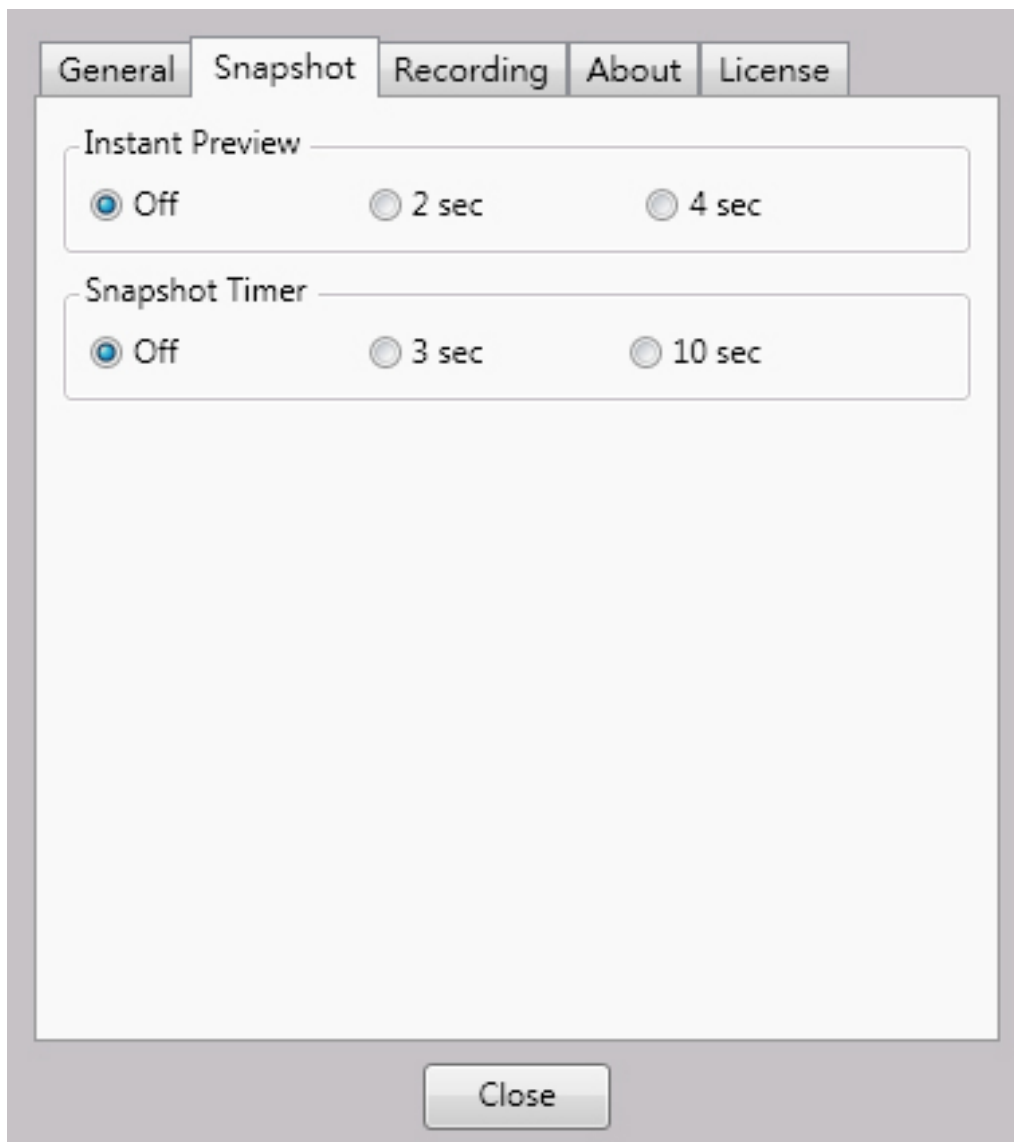 General Snapshot Recording About License
Instant Preview
Off 2 sec 4 sec
Snapshot Timer
Off 3 sec 10 sec
Close